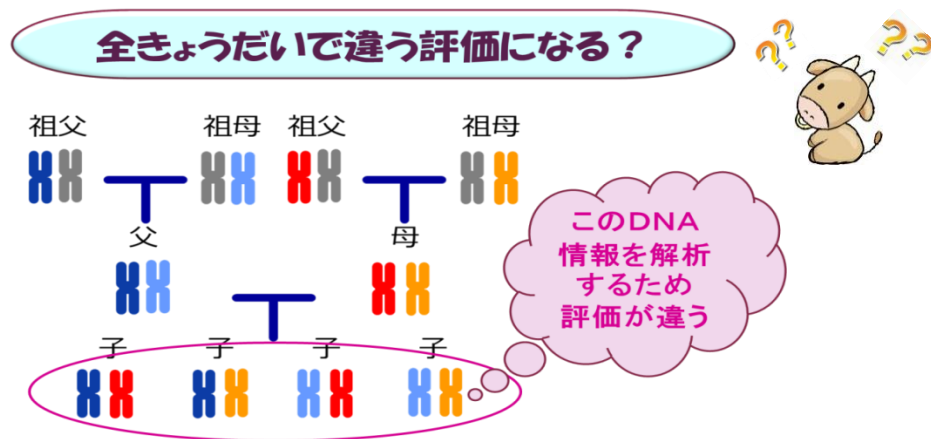 全きょうだいで違う評価になる？
??
??
祖父 祖母 祖父 祖母
父 母
このDNA
情報を解析
するため
評価が違う
子 子 子 子